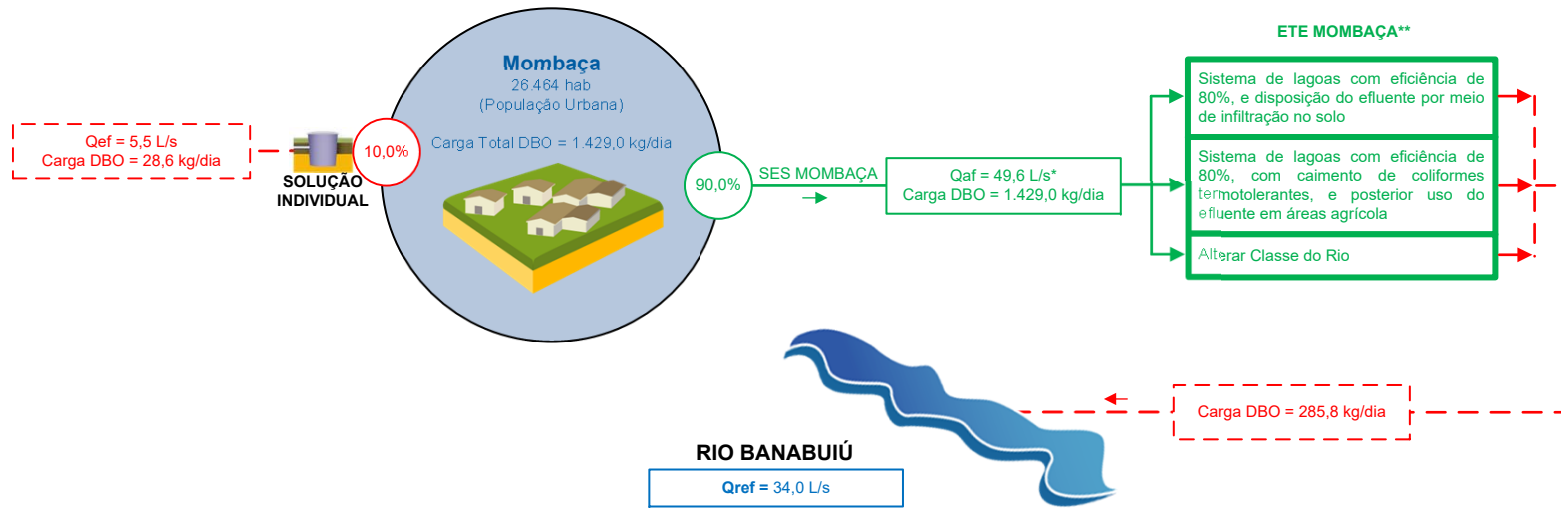 Mombaça
26.464 hab
(População Urbana)
Carga Total DBO = 1.429,0 kg/dia
Qef = 5,5 L/s
Carga DBO = 28,6 kg/dia
SOLUÇÃO
INDIVIDUAL
10,0%
90,0%
SES MOMBAÇA
Qaf = 49,6 L/s*
Carga DBO = 1.429,0 kg/dia
ETE MOMBAÇA**
Sistema de lagoas com eficiência de
80%, e disposição do efluente por meio
de infiltração no solo
Sistema de lagoas com eficiência de
80%, com caimento de coliformes
termotolerantes, e posterior uso do
efluente em áreas agrícola
Alterar Classe do Rio
Carga DBO = 285,8 kg/dia
RIO BANABUIÚ
Qref = 34,0 L/s